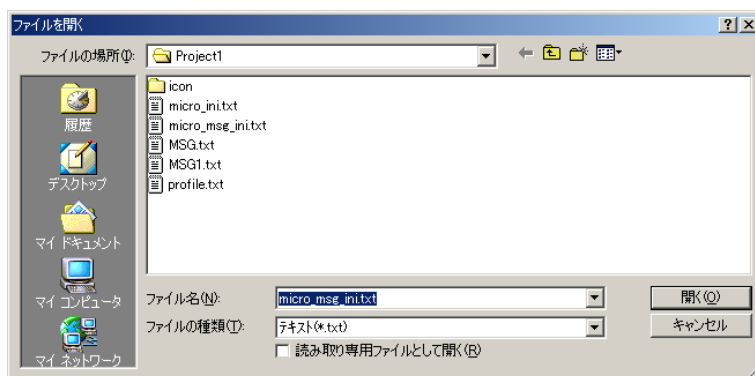 ファイルを開く
ファイルの場所(I):
Project1
icon
micro_ini.txt
micro_msg_ini.txt
MSG.txt
MSG1.txt
profile.txt
履歴
デスクトップ
マイ ドキュメント
マイ コンピュータ
マイ ネットワーク
ファイル名(N):
micro_msg_ini.txt
開く(O)
ファイルの種類(T):
テキスト(*.txt)
キャンセル
読み取り専用ファイルとして開く(R)